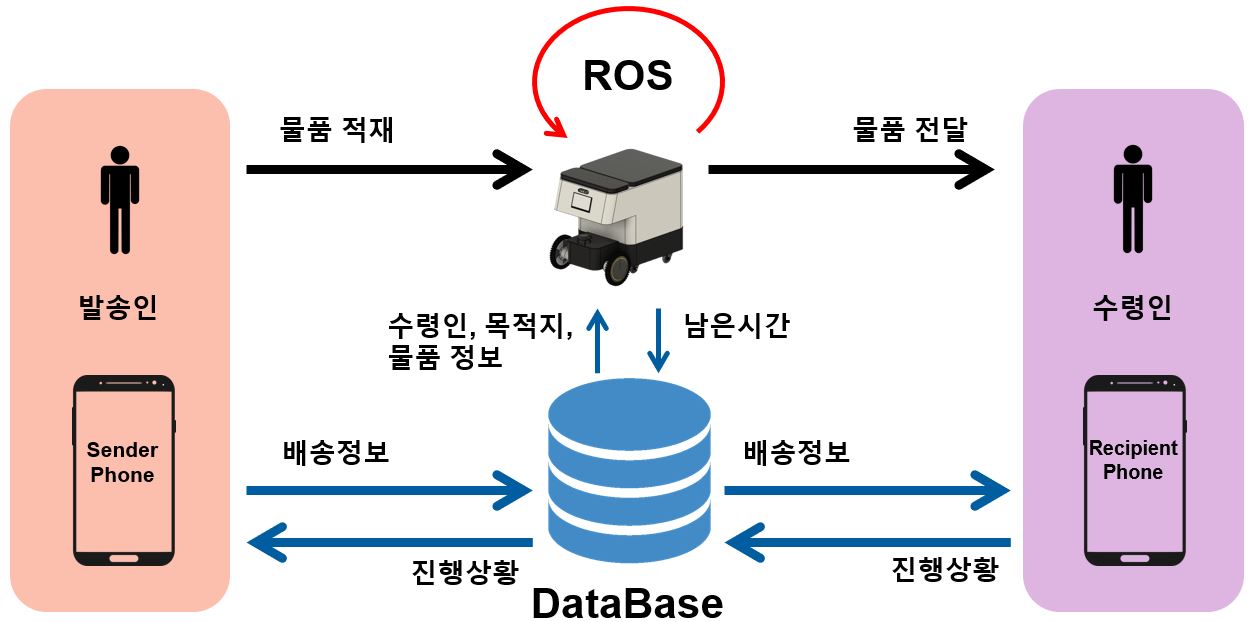 ROS
물품 적재
물품 전달
발송인
수령인
수령인, 목적지,
물품 정보
남은시간
Sender
Phone
배송정보
배송정보
Recipient
Phone
진행상황
진행상황
DataBase